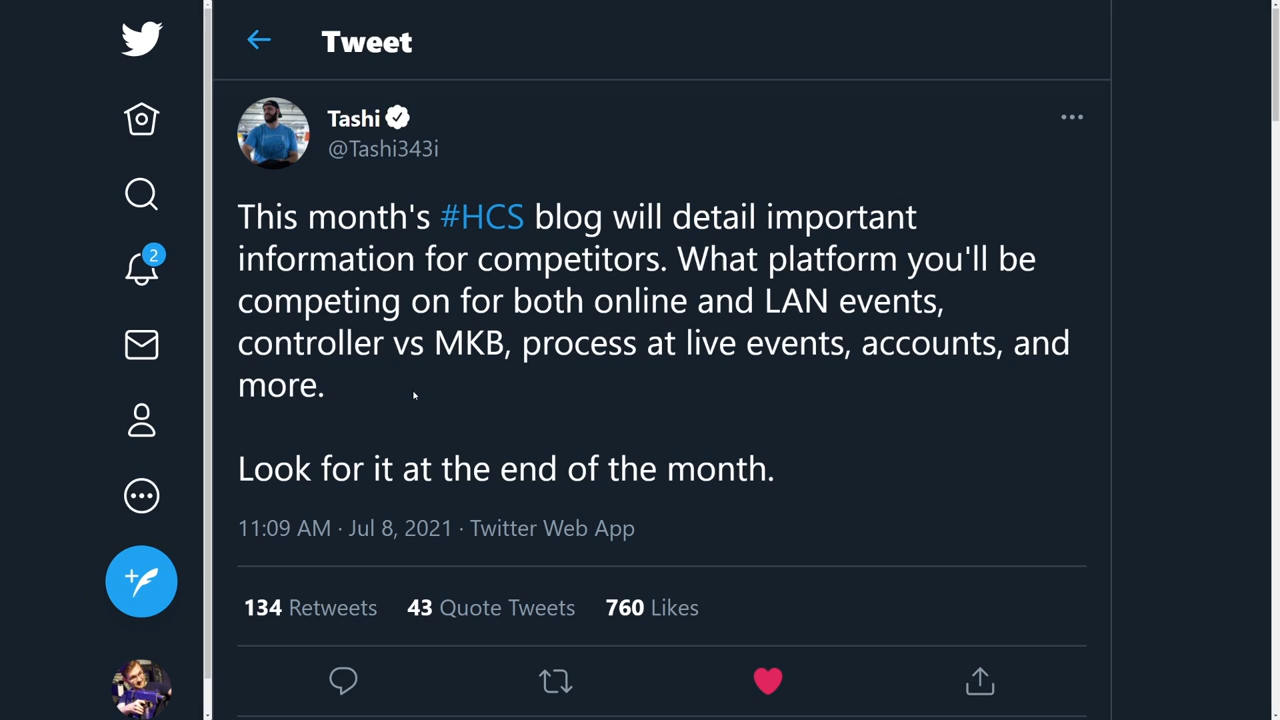 Tweet
Tashi
@Tashi343i
This month's #HCS blog will detail important
information for competitors. What platform you'll be
competing on for both online and LAN events,
controller vs MKB, process at live events, accounts, and
more.
Look for it at the end of the month.
11:09 AM · Jul 8, 2021 · Twitter Web App
134 Retweets 43 Quote Tweets 760 Likes
2